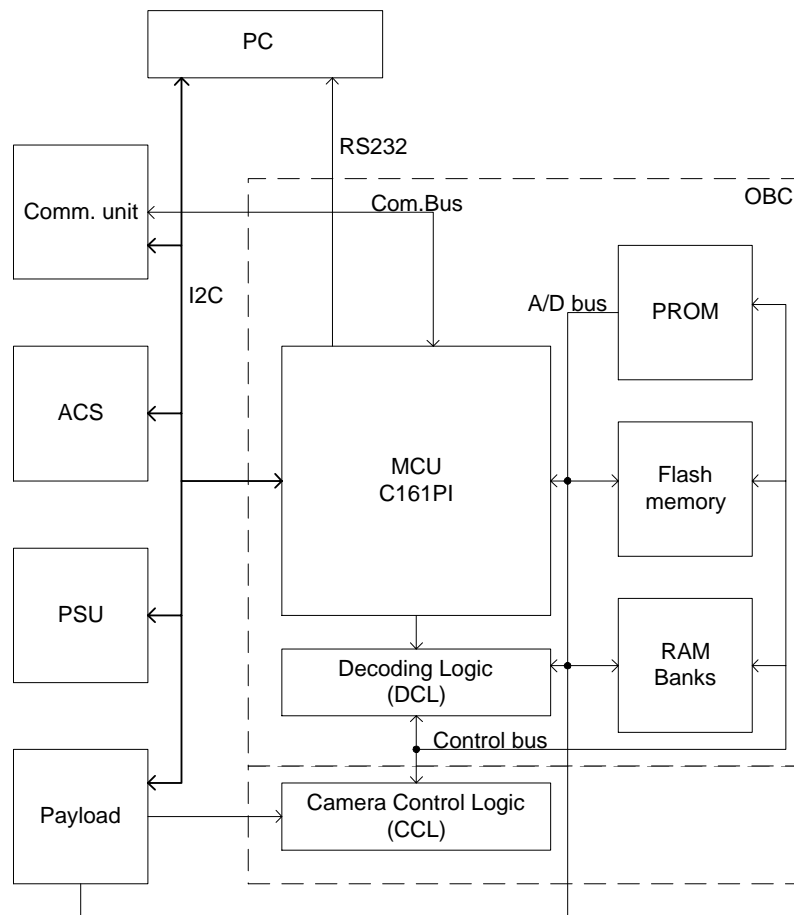 PC
RS232
OBC
Comm. unit
Com.Bus
I2C
A/D bus
PROM
ACS
MCU
C161PI
Flash
memory
PSU
Decoding Logic
(DCL)
RAM
Banks
Control bus
Payload
Camera Control Logic
(CCL)